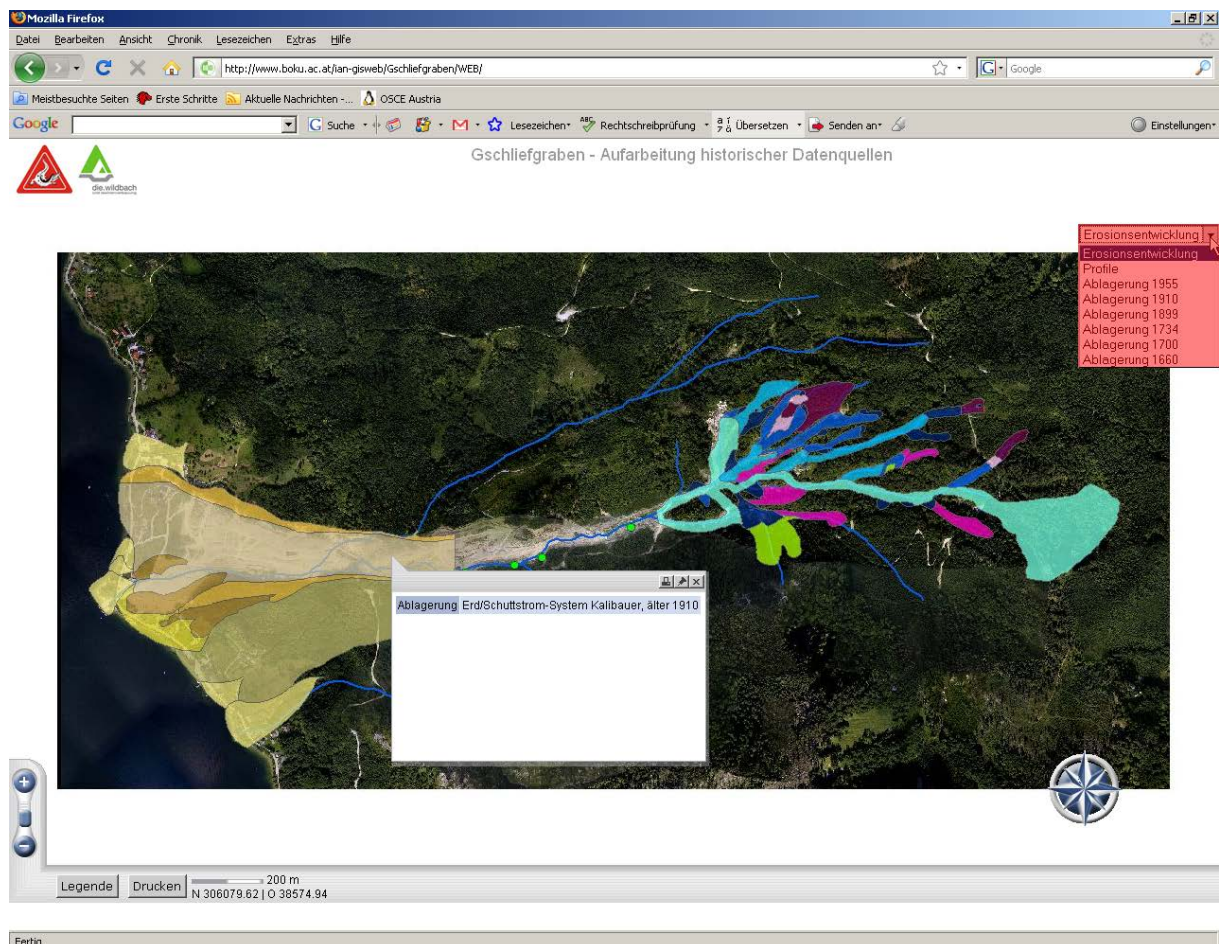 Mozilla Firefox
Datei Bearbeiten Ansicht Chronik Lesezeichen Extras Hilfe
http://www.boku.ac.at/ian-gisweb/Gschliefgraben/WEB/
G Google
Meistbesuchte Seiten Erste Schritte Aktuelle Nachrichten -... OSCE Austria
Google G Suche Lesezeichen Rechtschreibprüfung Übersetzen Senden an Einstellungen
Gschliefgraben - Aufarbeitung historischer Datenquellen
die.wildbach
Erosionsentwicklung
Erosionsentwicklung
Profile
Ablagerung 1955
Ablagerung 1910
Ablagerung 1899
Ablagerung 1734
Ablagerung 1700
Ablagerung 1660
Ablagerung Erd/Schuttstrom-System Kalibauer, älter 1910
Legende Drucken 200 m
N 306079.62 | O 38574.94
Fertig